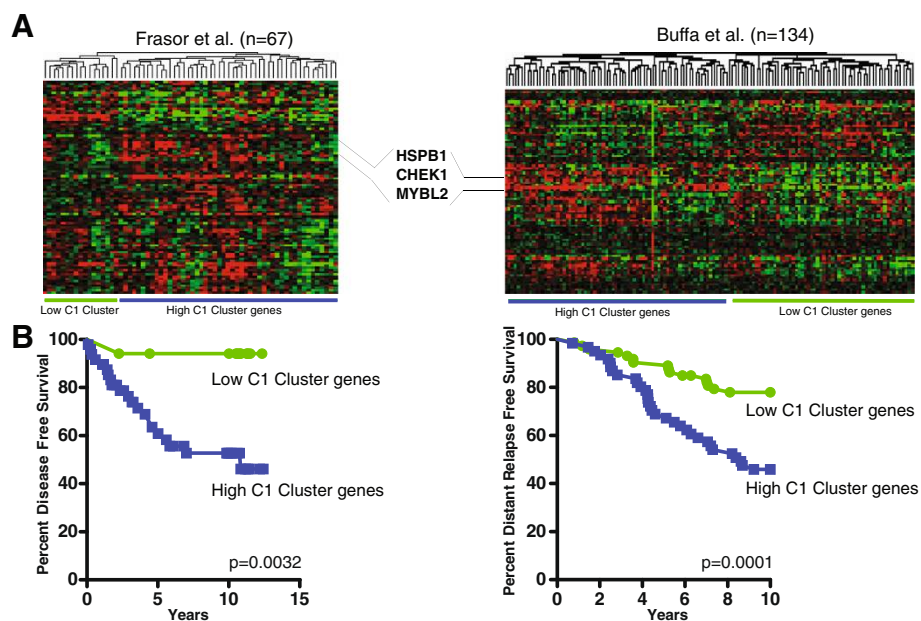 A
Frasor et al. (n=67)
Buffa et al. (n=134)
HSPB1
CHEK1
MYBL2
Low C1 Cluster
High C1 Cluster genes
High C1 Cluster genes
Low C1 Cluster genes
B
Percent Disease Free Survival
100
80
60
40
20
0
Low C1 Cluster genes
High C1 Cluster genes
p=0.0032
0
5
10
15
Years
Percent Distant Relapse Free Survival
100
80
60
40
20
0
Low C1 Cluster genes
High C1 Cluster genes
p=0.0001
0
2
4
6
8
10
Years